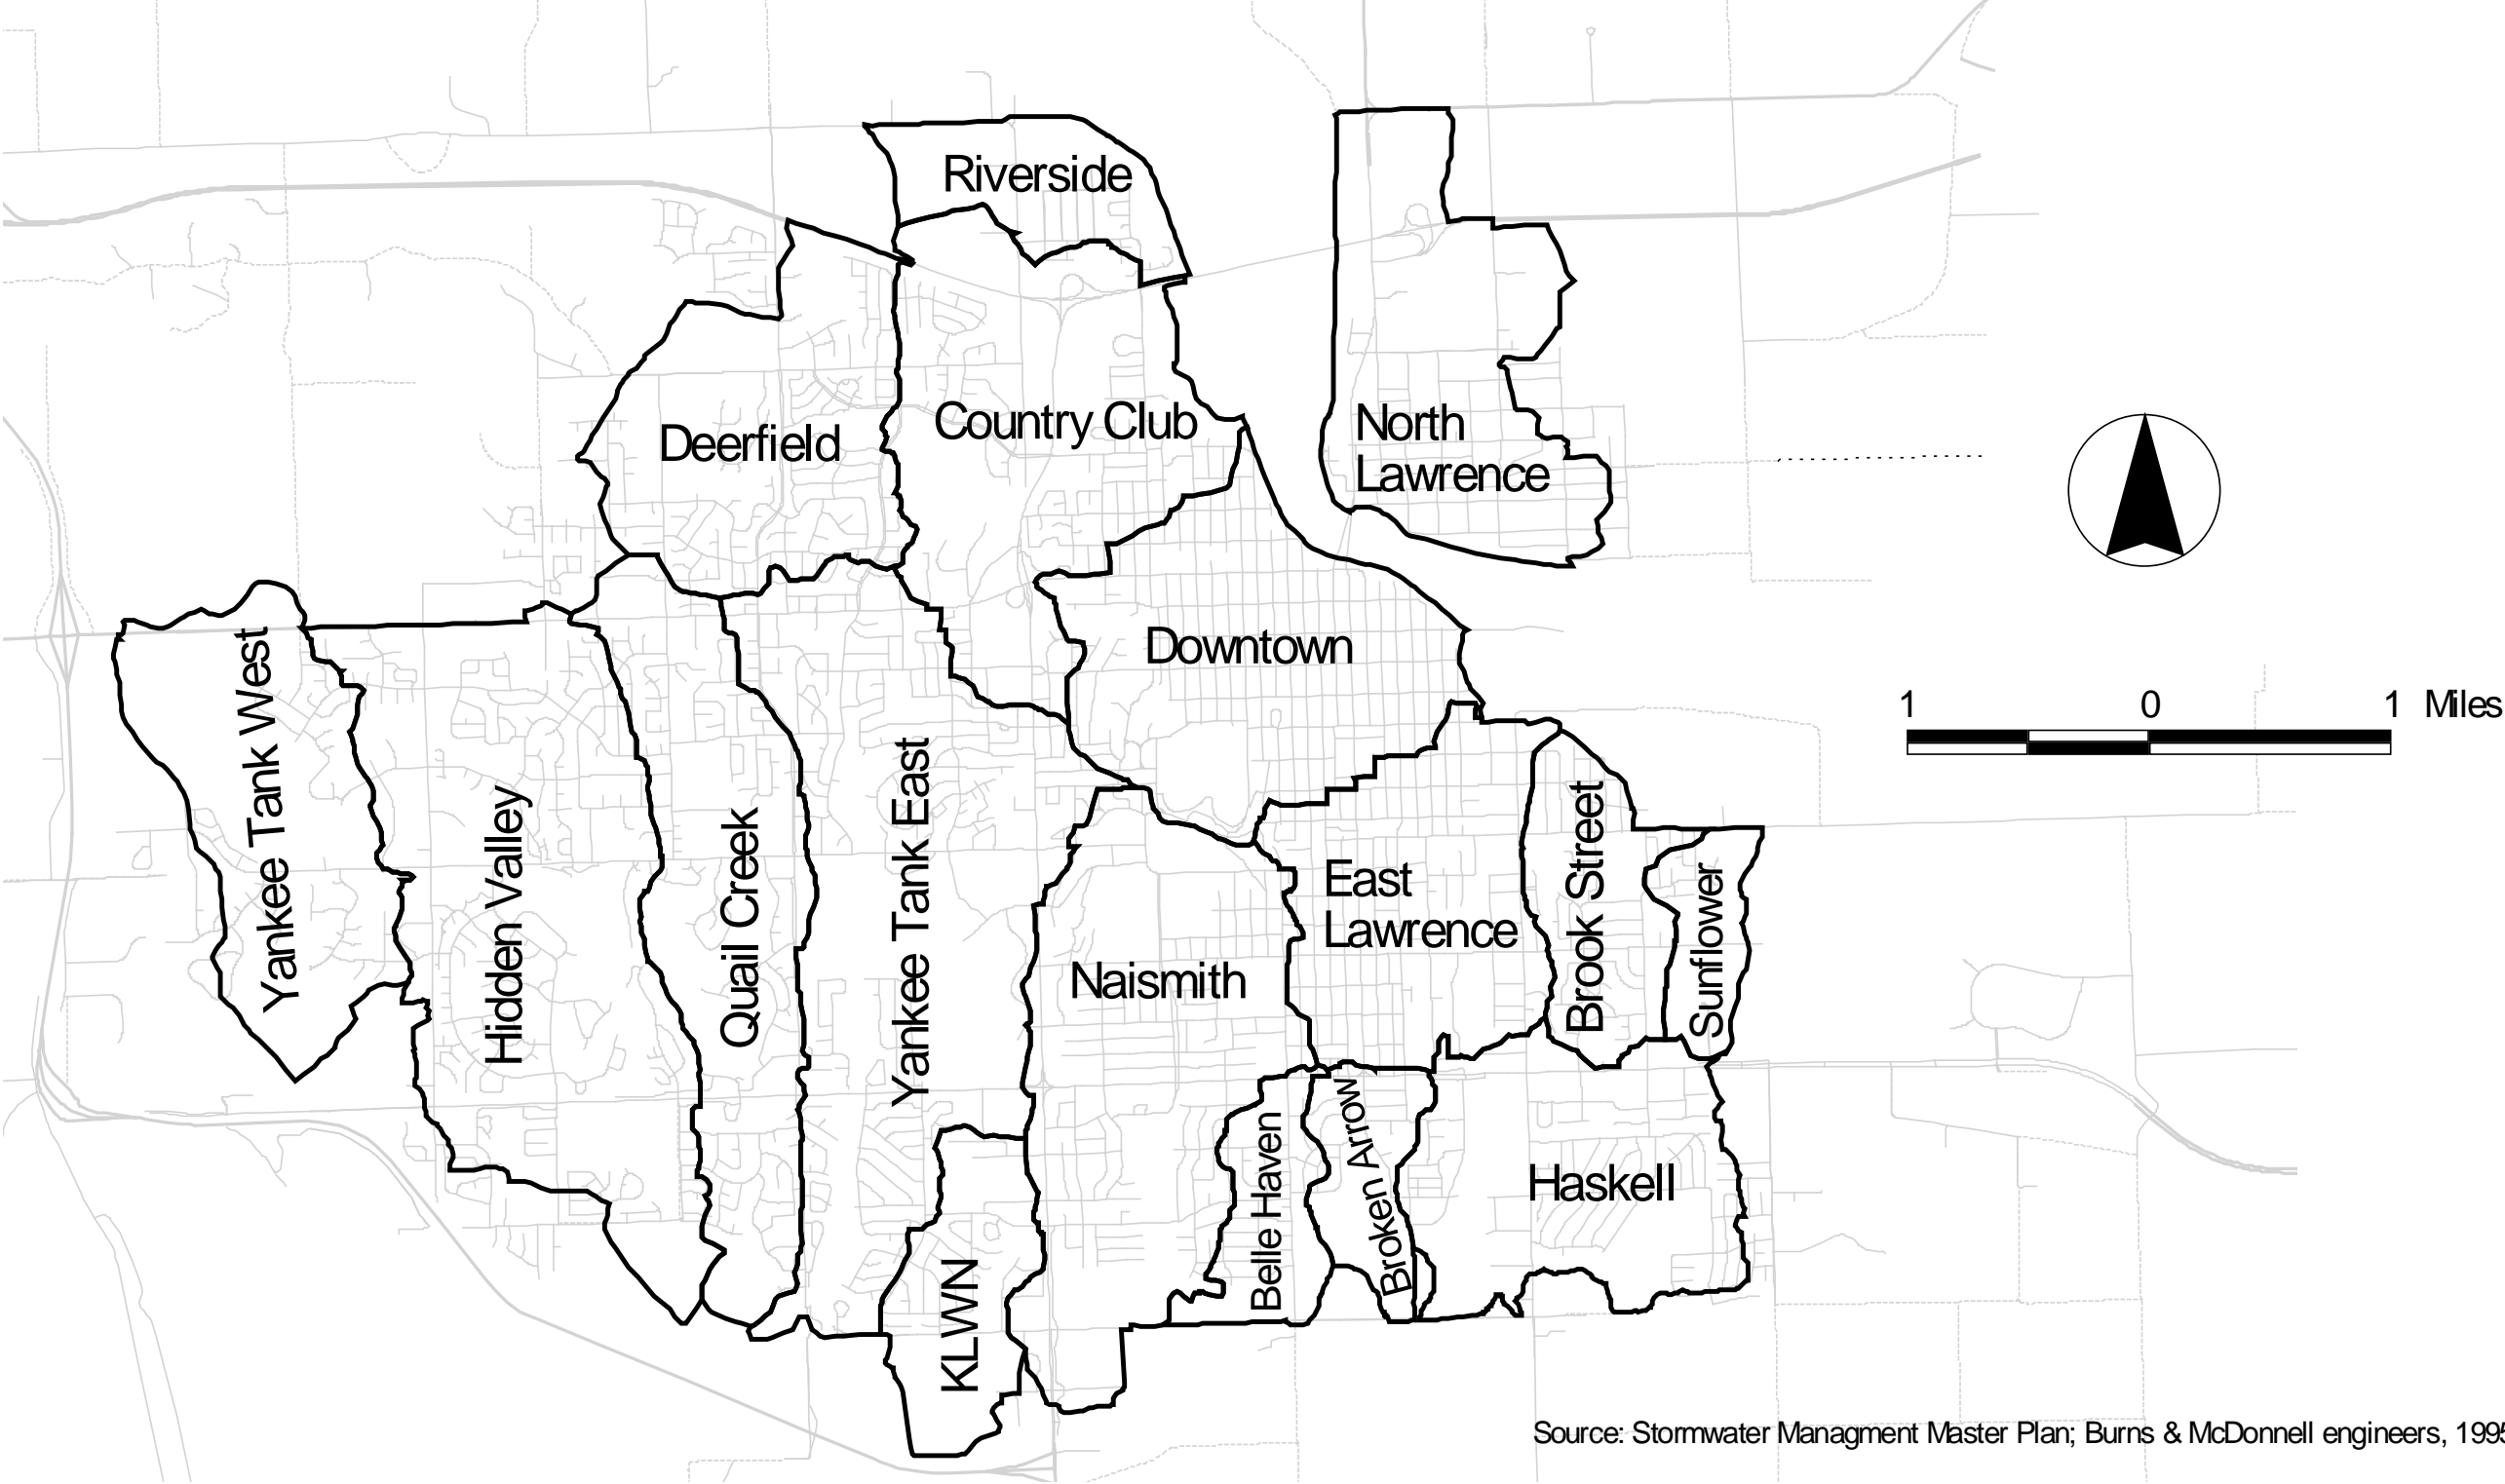 Riverside
Country Club
Deerfield
North
Lawrence
1 0 1 Miles
Downtown
Yankee Tank West
Hidden Valley
Quail Creek
Yankee Tank East
East
Lawrence
Brook Street
Sunflower
Naismith
Belle Haven
Broken Arrow
Haskell
KLWN
Source: Stormwater Managment Master Plan; Burns & McDonnell engineers, 1995